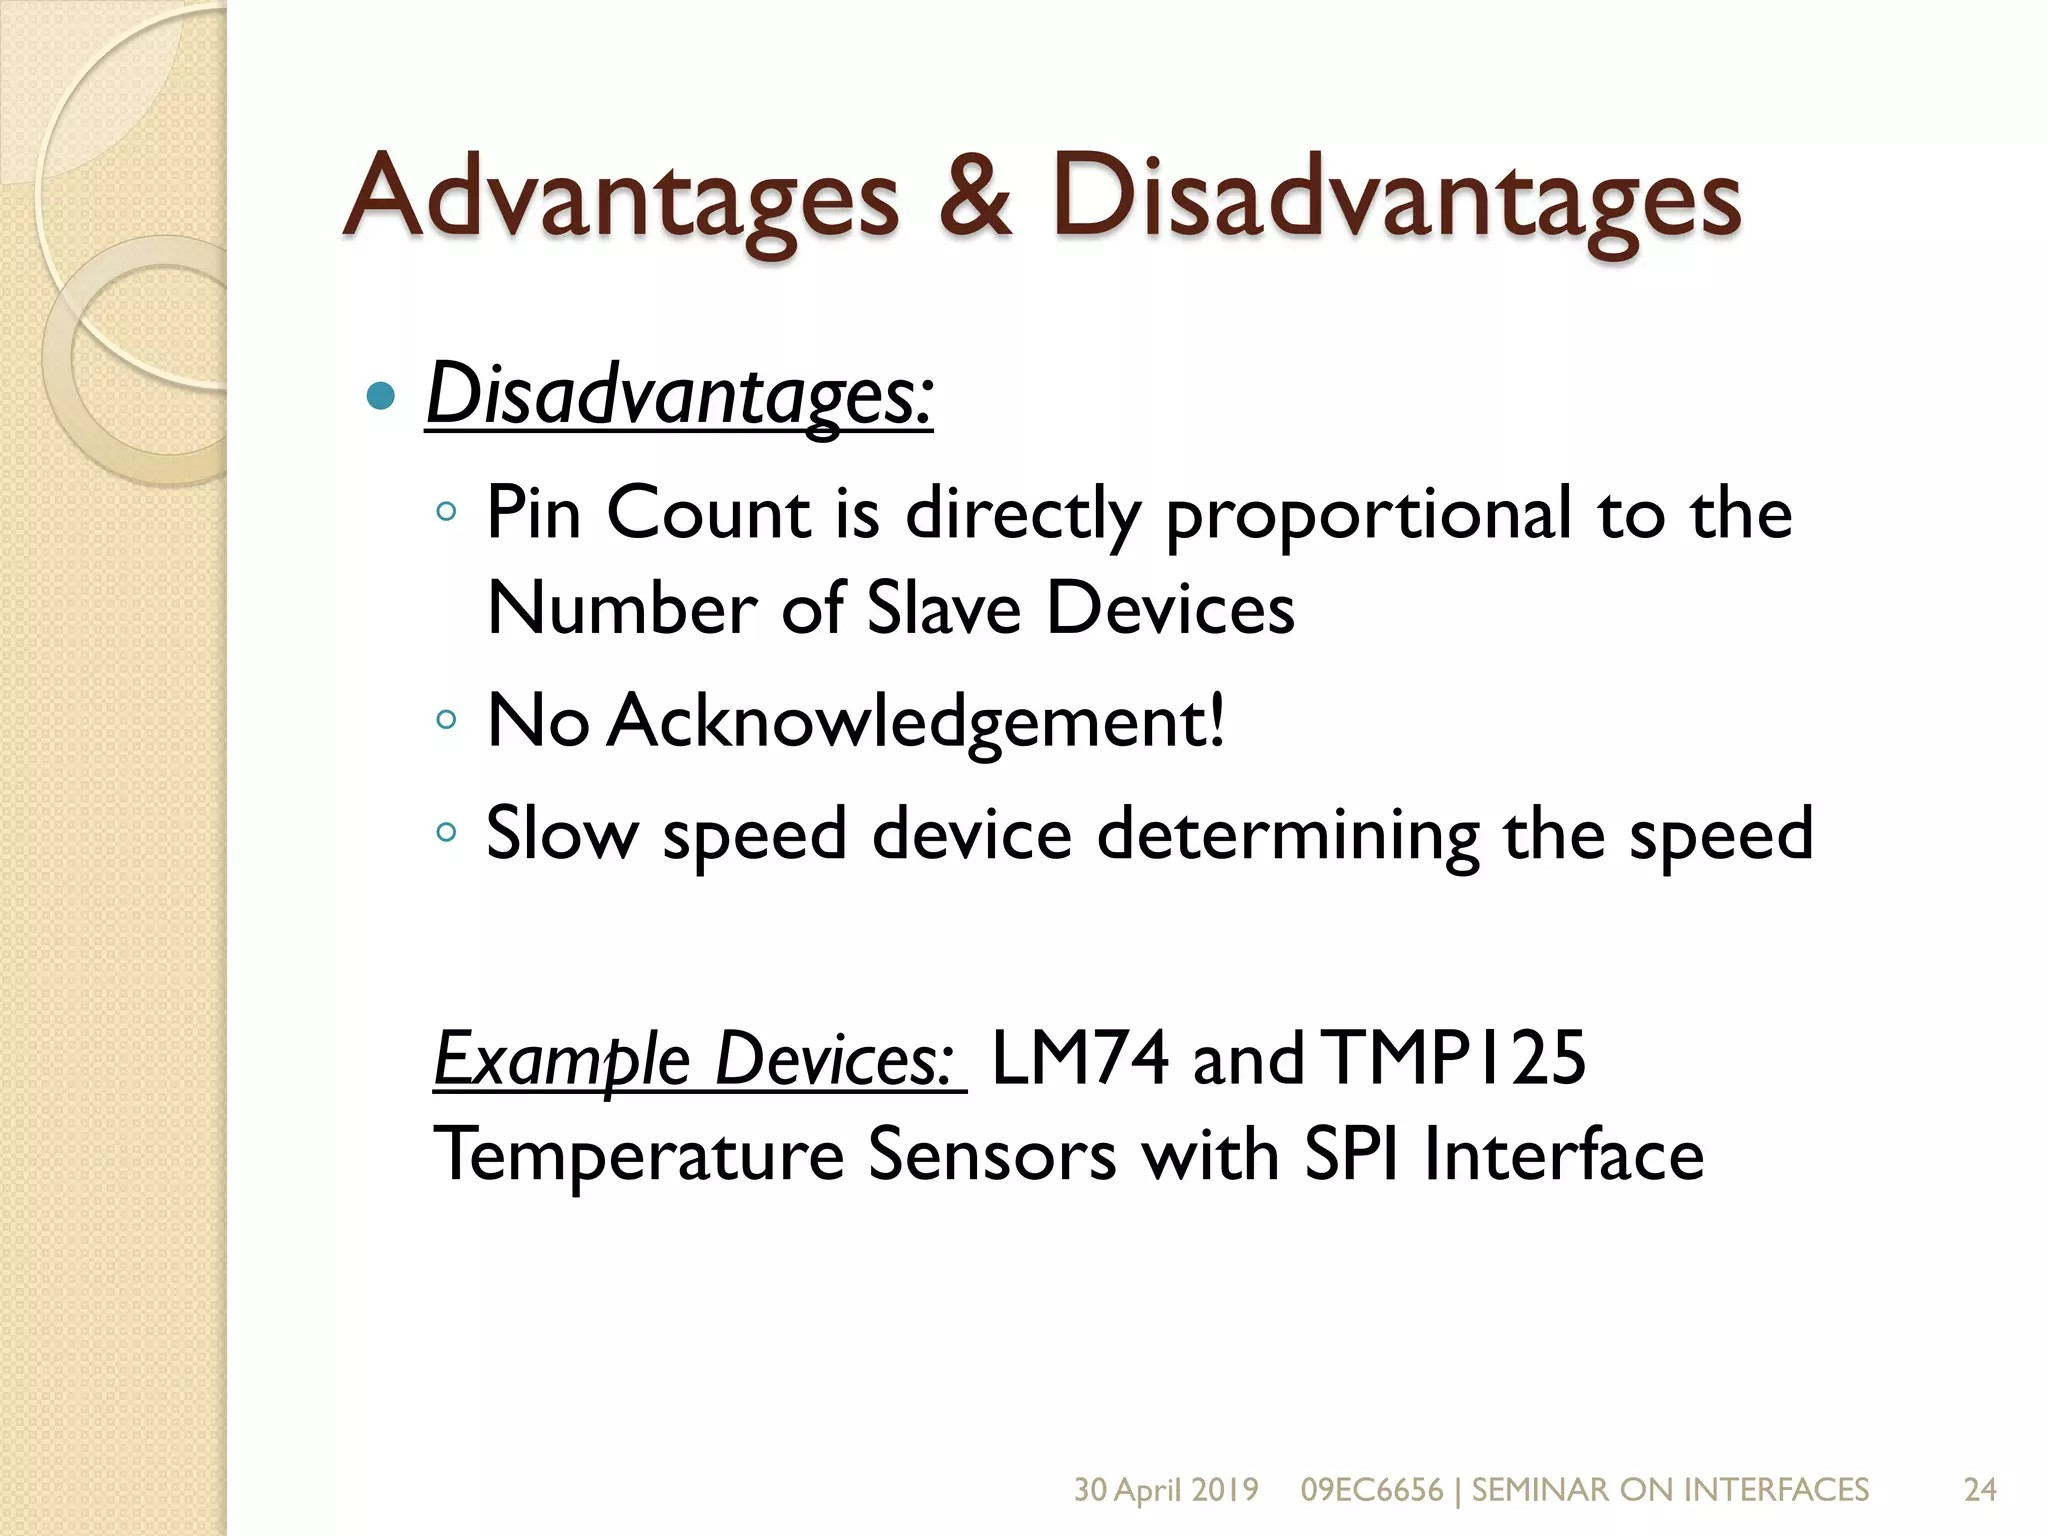 Advantages & Disadvantages
Disadvantages:
Pin Count is directly proportional to the
Number of Slave Devices
No Acknowledgement!
Slow speed device determining the speed
Example Devices: LM74 and TMP125
Temperature Sensors with SPI Interface
30 April 2019 09EC6656 | SEMINAR ON INTERFACES 24